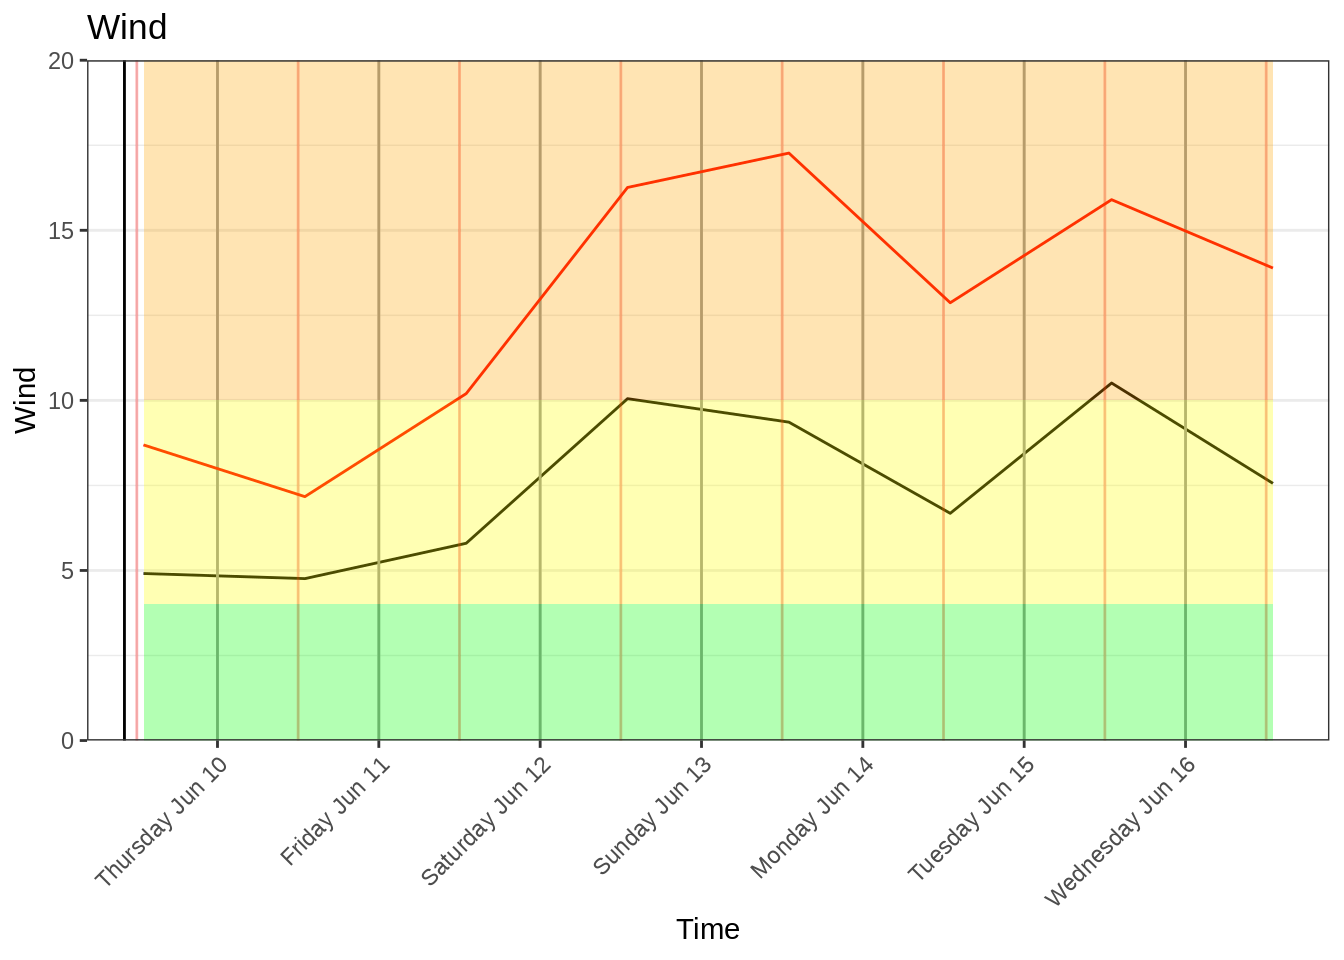 Wind
20
15
10
5
0
Wind
Thursday Jun 10
Friday Jun 11
Saturday Jun 12
Sunday Jun 13
Monday Jun 14
Tuesday Jun 15
Wednesday Jun 16
Time